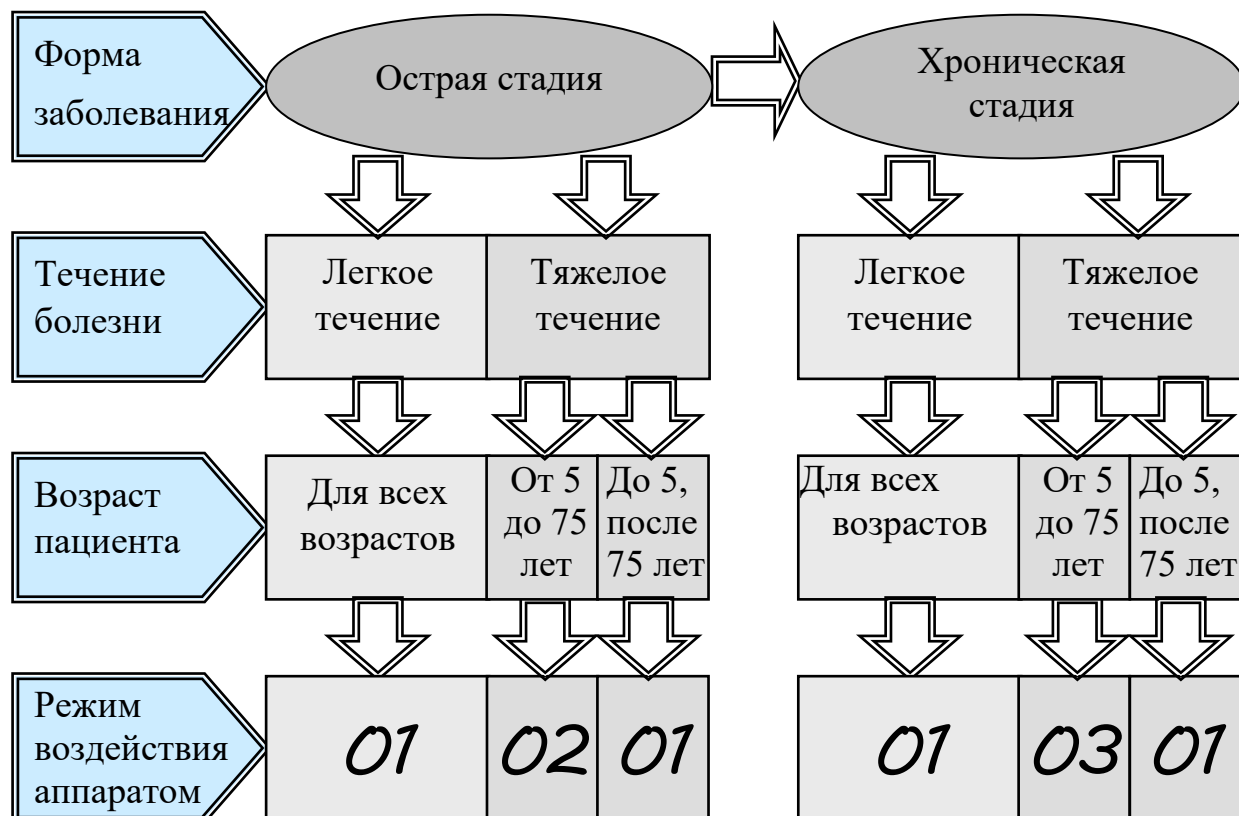 Форма
заболевания
Острая стадия
Хроническая
стадия
Течение
болезни
Легкое
течение
Тяжелое
течение
Легкое
течение
Тяжелое
течение
Возраст
пациента
Для всех
возрастов
От 5
до 75
лет
До 5,
после
75 лет
Для всех
возрастов
От 5
до 75
лет
До 5,
после
75 лет
Режим
воздействия
аппаратом
01
02
01
01
03
01